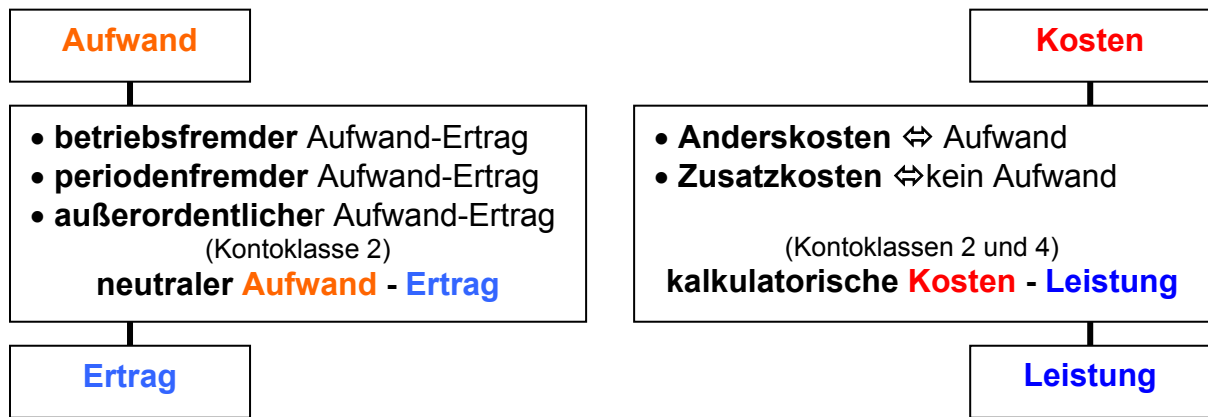 Aufwand
• betriebsfremder Aufwand-Ertrag
• periodenfremder Aufwand-Ertrag
• außerordentlicher Aufwand-Ertrag
(Kontoklasse 2)
neutraler Aufwand - Ertrag
Ertrag
Kosten
• Anderskosten ⇔ Aufwand
• Zusatzkosten ⇔kein Aufwand
(Kontoklassen 2 und 4)
kalkulatorische Kosten - Leistung
Leistung